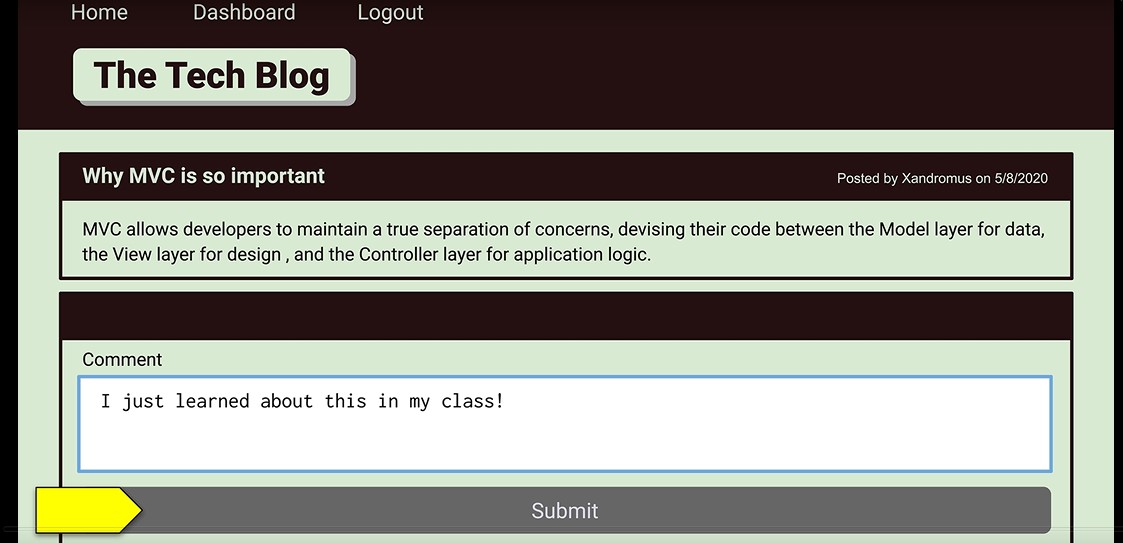 Home Dashboard Logout
The Tech Blog
Why MVC is so important Posted by Xandromus on 5/8/2020
MVC allows developers to maintain a true separation of concerns, devising their code between the Model layer for data,
the View layer for design , and the Controller layer for application logic.
Comment
I just learned about this in my class!
Submit